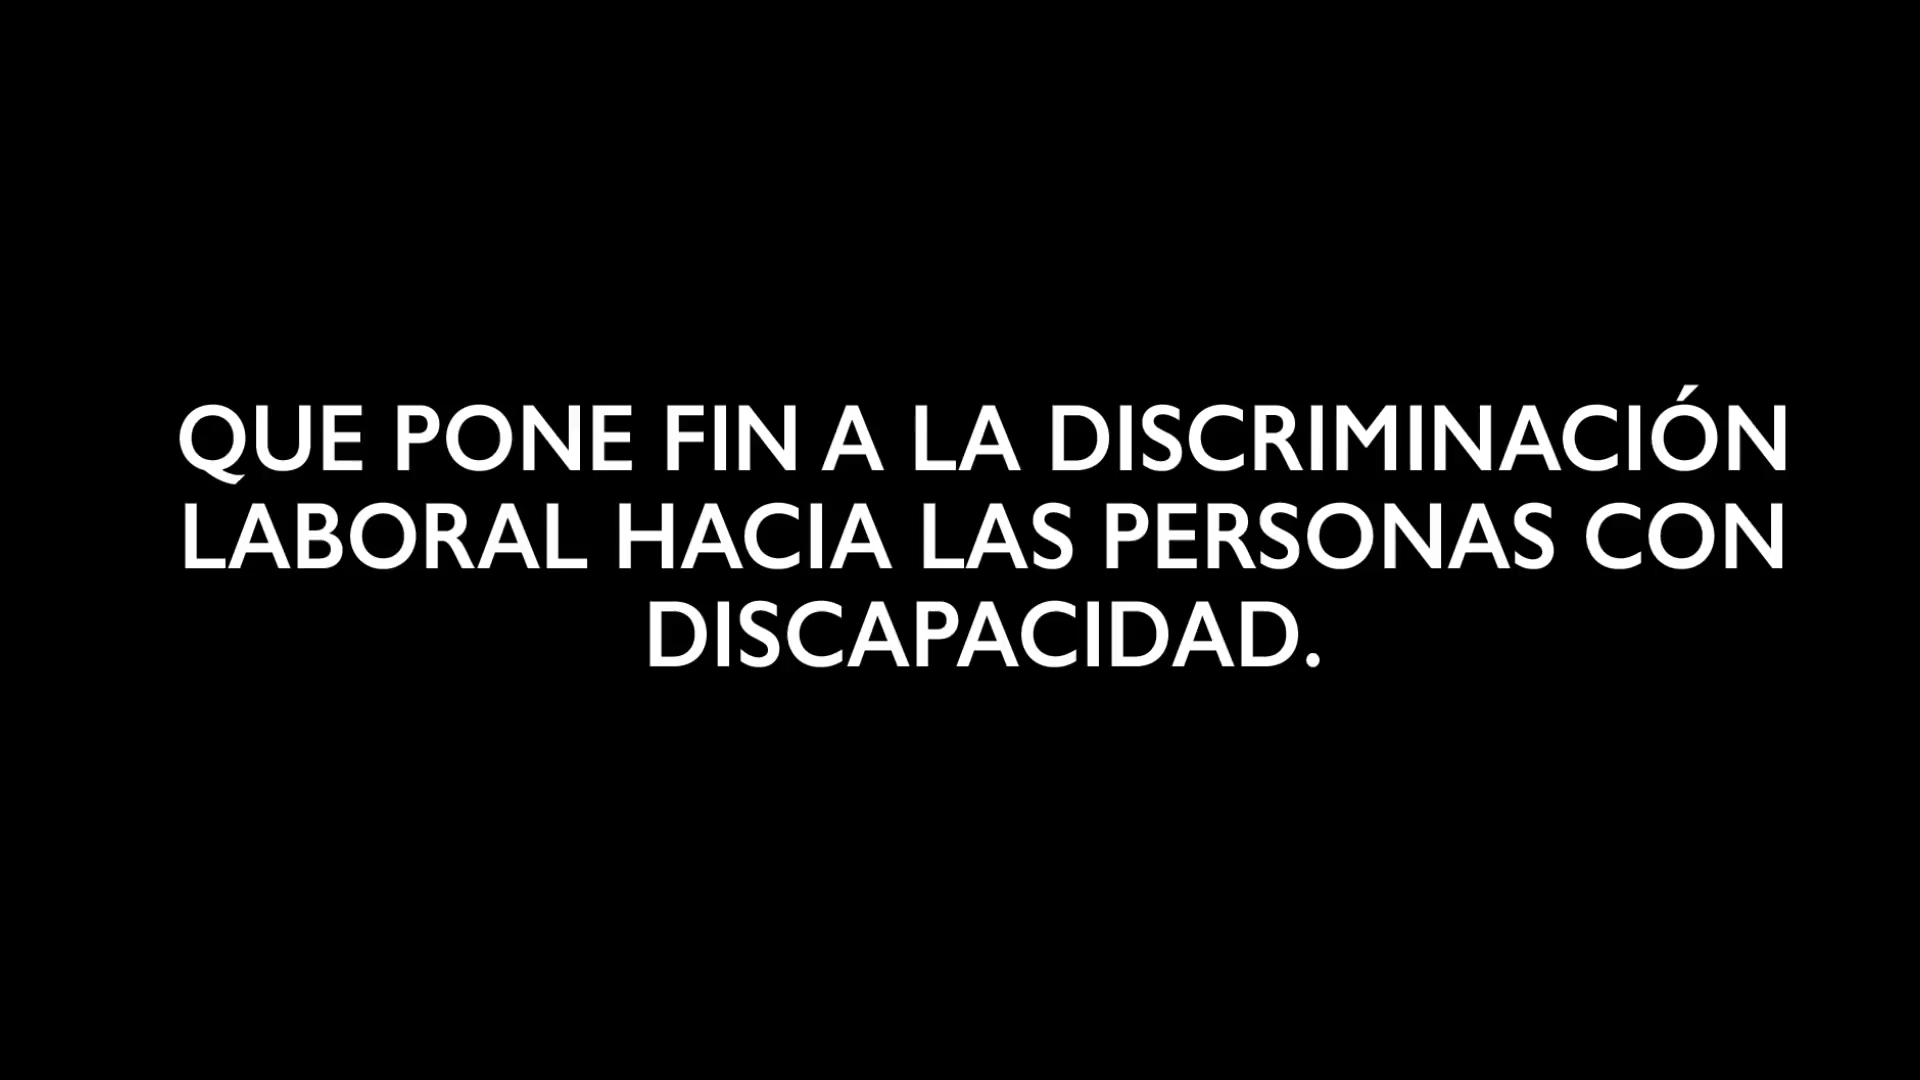 QUE PONE FIN A LA DISCRIMINACIÓN
LABORAL HACIA LAS PERSONAS CON
DISCAPACIDAD.